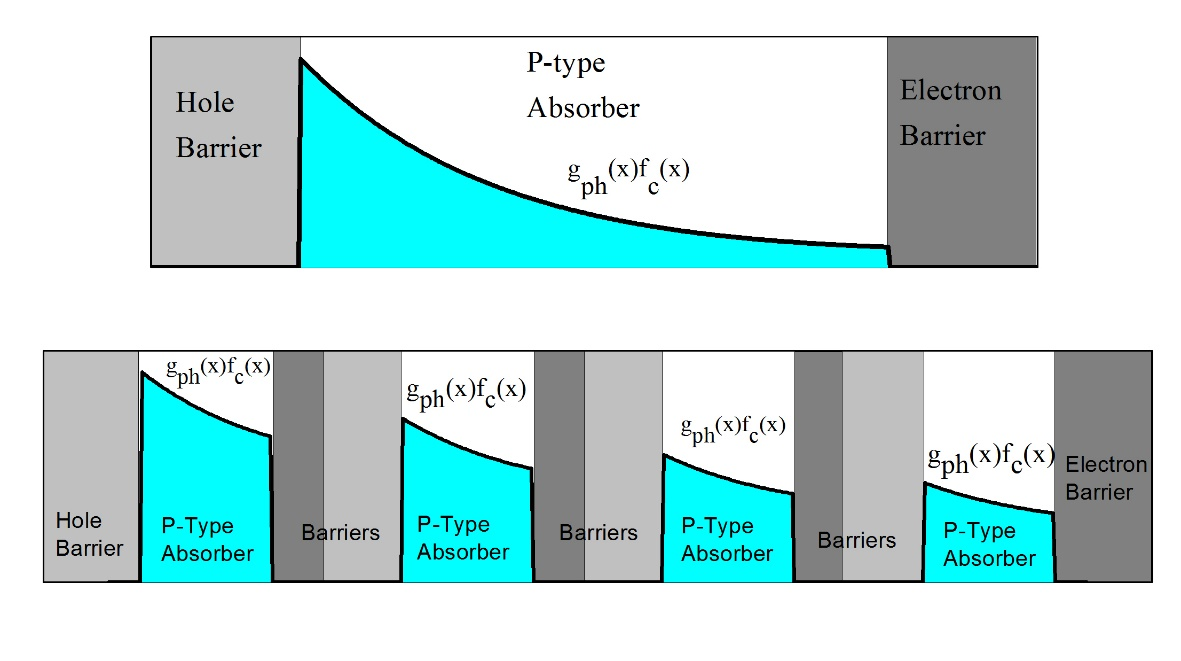 P-type
Absorber
Hole
Barrier
Electron
Barrier
gph(x)fc(x)
gph(x)fc(x)
gph(x)fc(x)
gph(x)fc(x)
gph(x)fc(x)
Electron
Barrier
Hole
Barrier
P-Type
Absorber
Barriers
P-Type
Absorber
Barriers
P-Type
Absorber
Barriers
P-Type
Absorber